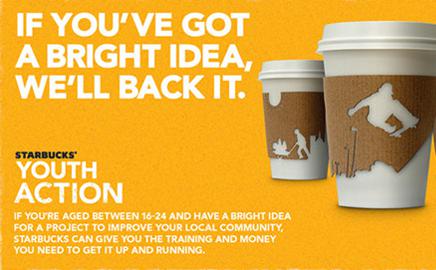 IF YOU'VE GOT
A BRIGHT IDEA,
WE'LL BACK IT.
STARBUCKS®
YOUTH
ACTION
IF YOU'RE AGED BETWEEN 16-24 AND HAVE A BRIGHT IDEA
FOR A PROJECT TO IMPROVE YOUR LOCAL COMMUNITY,
STARBUCKS CAN GIVE YOU THE TRAINING AND MONEY
YOU NEED TO GET IT UP AND RUNNING.